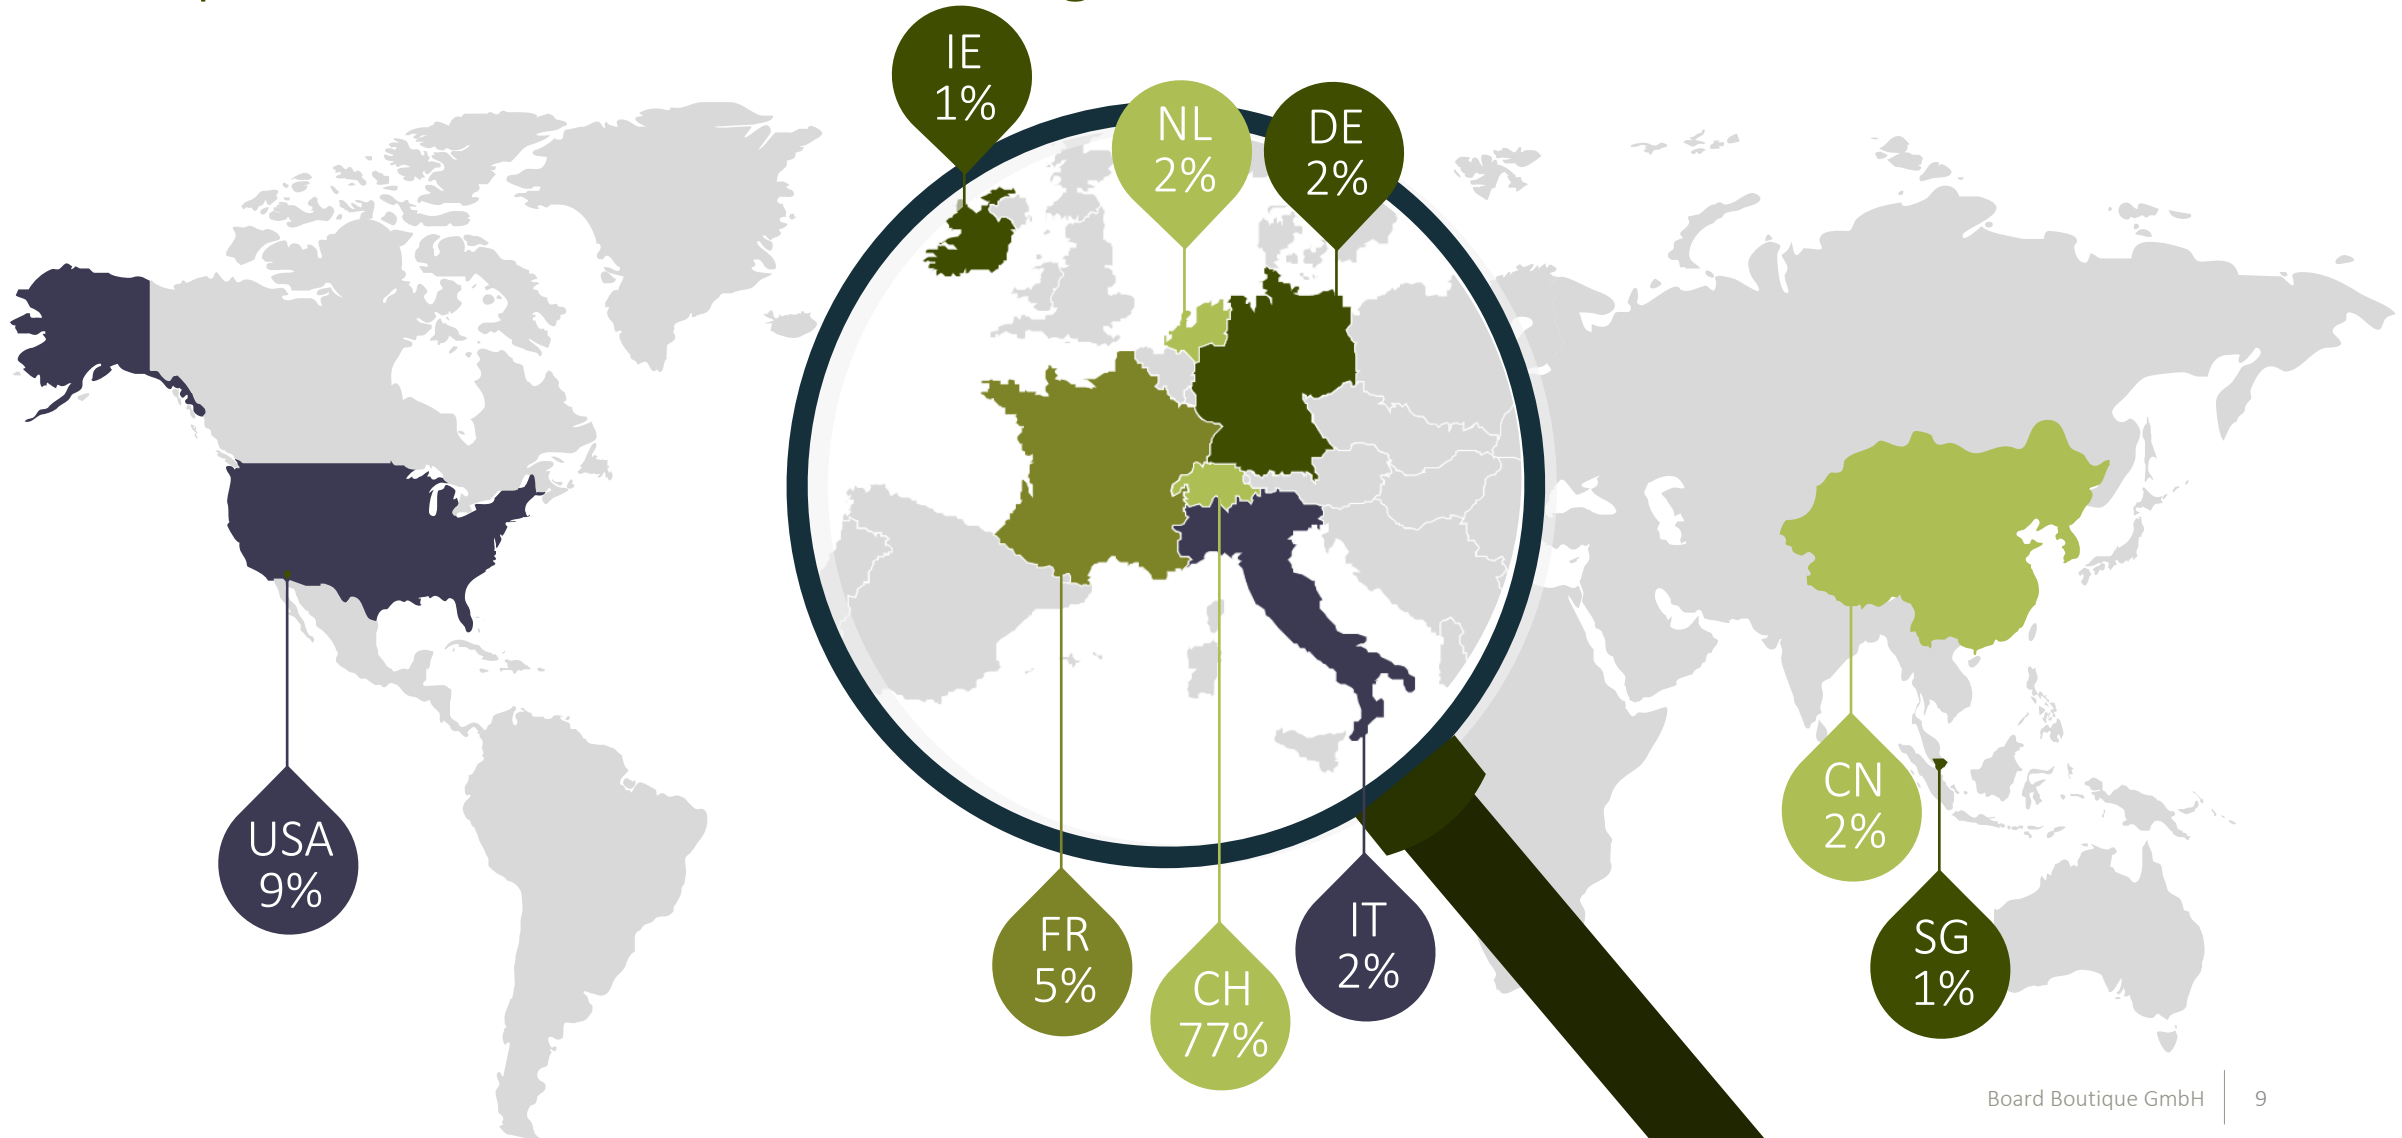 IE
1%
NL
2%
DE
2%
USA
9%
FR
5%
CH
77%
IT
2%
CN
2%
SG
1%
Board Boutique GmbH
9